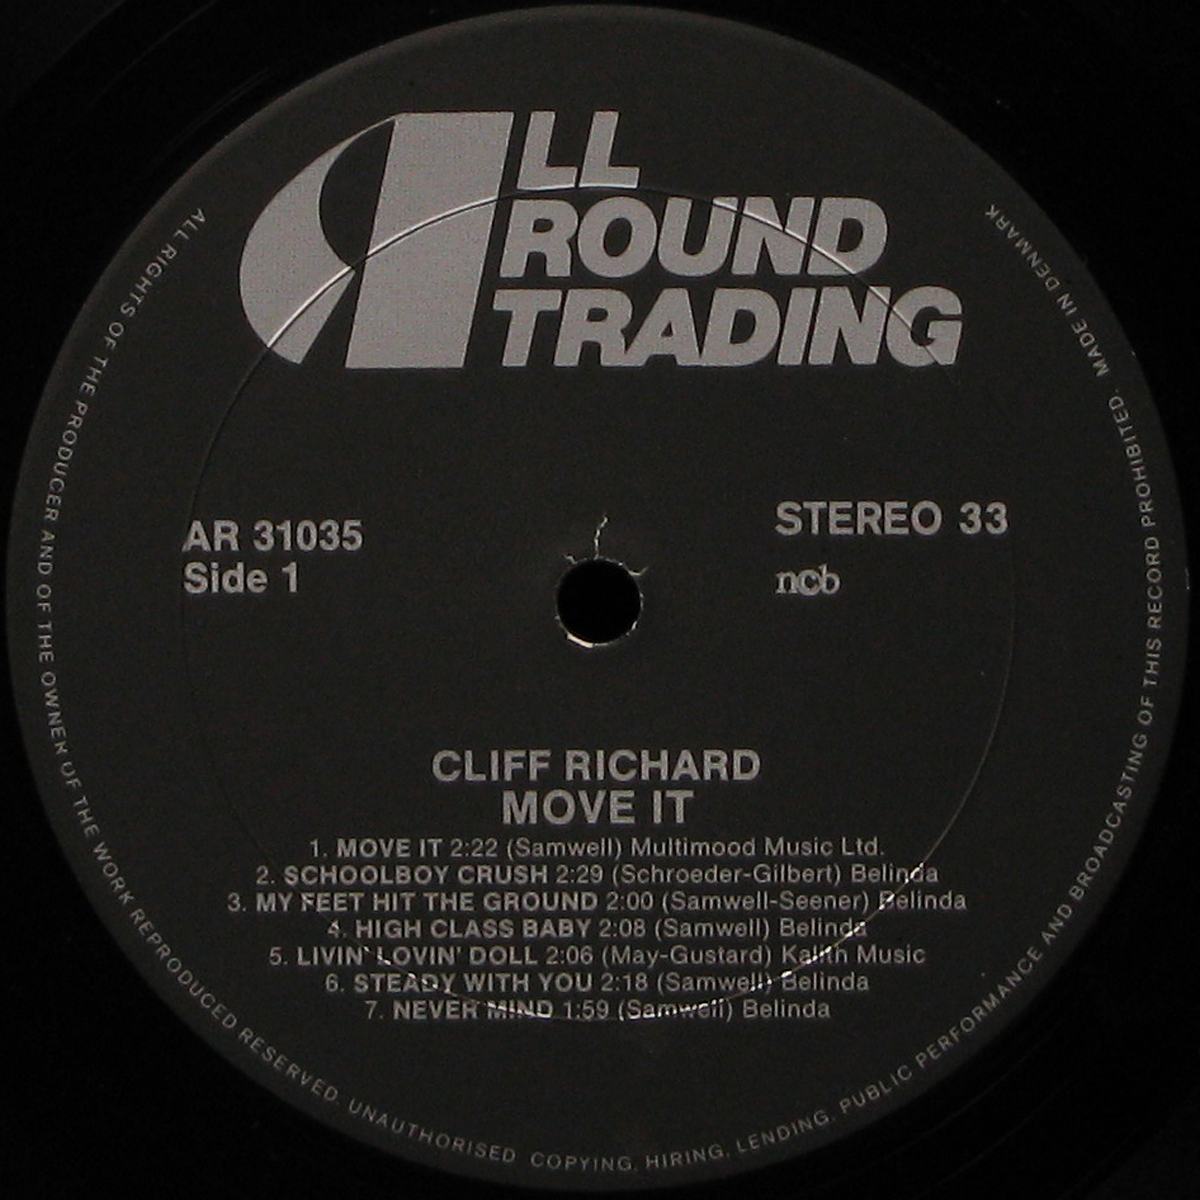 ALL
ROUND
TRADING
AR 31035
Side 1
STEREO 33
ncb
CLIFF RICHARD
MOVE IT
1. MOVE IT 2:22 (Samwell) Multimood Music Ltd.
2. SCHOOLBOY CRUSH 2:29 (Schroeder-Gilbert) Belinda
3. MY FEET HIT THE GROUND 2:00 (Samwell-Seener) Belinda
4. HIGH CLASS BABY 2:08 (Samwell) Belinda
5. LIVIN' LOVIN' DOLL 2:06 (May-Gustard) Kalith Music
6. STEADY WITH YOU 2:18 (Samwell) Belinda
7. NEVER MIND 1:59 (Samwell) Belinda
ALL RIGHTS OF THE PRODUCER AND OF THE OWNER OF THE WORK REPRODUCED RESERVED. UNAUTHORISED COPYING. HIRING. LENDING. PUBLIC PERFORMANCE AND BROADCASTING OF THIS RECORD PROHIBITED. MADE IN DENMARK